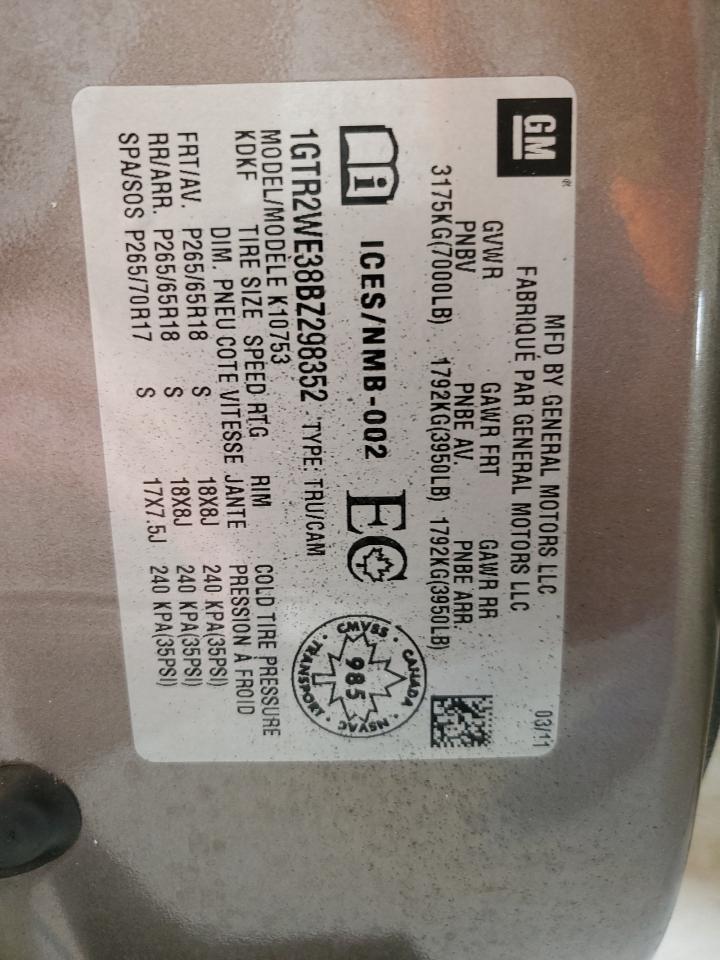 GM
MFD BY GENERAL MOTORS LLC 03/11
FABRIQUÉ PAR GENERAL MOTORS LLC
GVWR GAWR FRT GAWR RR
PNBV PNBE AV. PNBE ARR.
3175KG(7000LB) 1792KG(3950LB) 1792KG(3950LB)
i ICES/NMB-002 EC
CMVSS · CANADA · NSVAC · TRANSPORT ·
985
1GTR2WE38BZ298352 TYPE: TRU/CAM
MODEL/MODÈLE K10753
KDKF TIRE SIZE SPEED RTG RIM COLD TIRE PRESSURE
DIM. PNEU COTE VITESSE JANTE PRESSION À FROID
FRT/AV. P265/65R18 S 18X8J 240 KPA(35PSI)
RR/ARR. P265/65R18 S 18X8J 240 KPA(35PSI)
SPA/SOS P265/70R17 S 17X7.5J 240 KPA(35PSI)